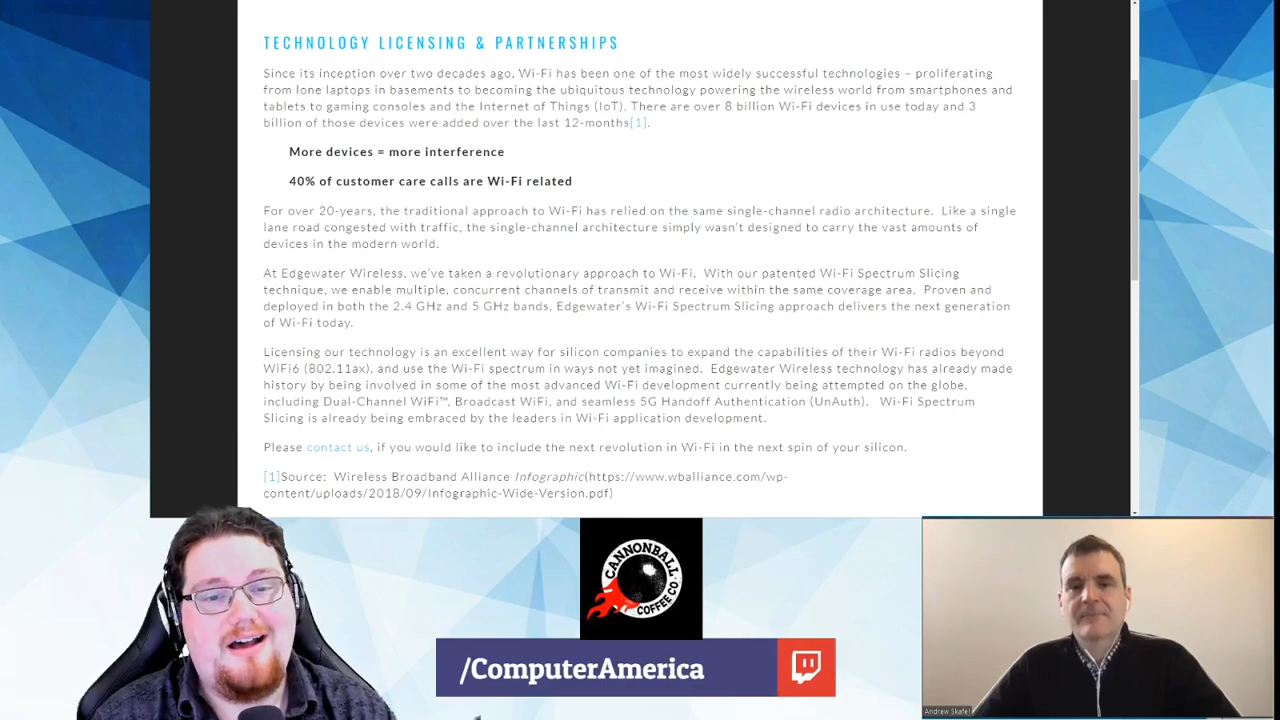 TECHNOLOGY LICENSING & PARTNERSHIPS
Since its inception over two decades ago, Wi-Fi has been one of the most widely successful technologies – proliferating
from lone laptops in basements to becoming the ubiquitous technology powering the wireless world from smartphones and
tablets to gaming consoles and the Internet of Things (IoT). There are over 8 billion Wi-Fi devices in use today and 3
billion of those devices were added over the last 12-months[1].
More devices = more interference
40% of customer care calls are Wi-Fi related
For over 20-years, the traditional approach to Wi-Fi has relied on the same single-channel radio architecture. Like a single
lane road congested with traffic, the single-channel architecture simply wasn't designed to carry the vast amounts of
devices in the modern world.
At Edgewater Wireless, we've taken a revolutionary approach to Wi-Fi. With our patented Wi-Fi Spectrum Slicing
technique, we enable multiple, concurrent channels of transmit and receive within the same coverage area. Proven and
deployed in both the 2.4 GHz and 5 GHz bands, Edgewater's Wi-Fi Spectrum Slicing approach delivers the next generation
of Wi-Fi today.
Licensing our technology is an excellent way for silicon companies to expand the capabilities of their Wi-Fi radios beyond
WiFi6 (802.11ax), and use the Wi-Fi spectrum in ways not yet imagined. Edgewater Wireless technology has already made
history by being involved in some of the most advanced Wi-Fi development currently being attempted on the globe,
including Dual-Channel WiFi™, Broadcast WiFi, and seamless 5G Handoff Authentication (UnAuth). Wi-Fi Spectrum
Slicing is already being embraced by the leaders in Wi-Fi application development.
Please contact us, if you would like to include the next revolution in Wi-Fi in the next spin of your silicon.
[1]Source: Wireless Broadband Alliance Infographic(https://www.wballiance.com/wp-
content/uploads/2018/09/Infographic-Wide-Version.pdf)
CANNONBALL
COFFEE CO.
/ComputerAmerica
Andrew Skafel